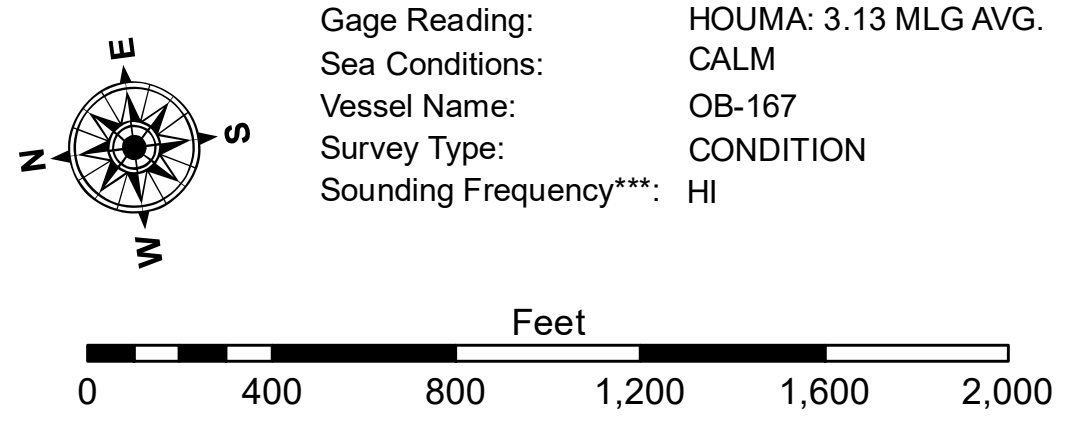 E
N
S
W
Gage Reading: HOUMA: 3.13 MLG AVG.
Sea Conditions: CALM
Vessel Name: OB-167
Survey Type: CONDITION
Sounding Frequency***: HI
Feet
0 400 800 1,200 1,600 2,000